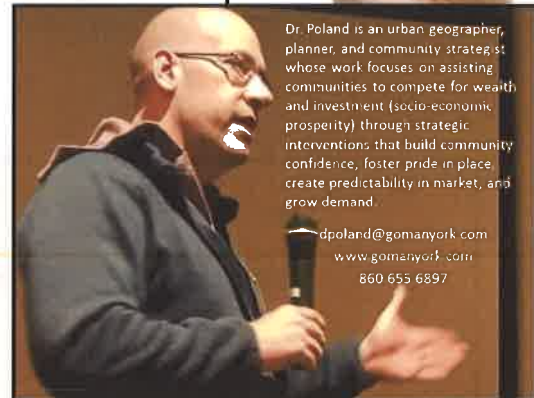 Dr. Poland is an urban geographer,
planner, and community strategist
whose work focuses on assisting
communities to compete for wealth
and investment (socio-economic
prosperity) through strategic
interventions that build community
confidence, foster pride in place,
create predictability in market, and
grow demand.
dpoland@gomanyork.com
www.gomanyork.com
860 655 6897